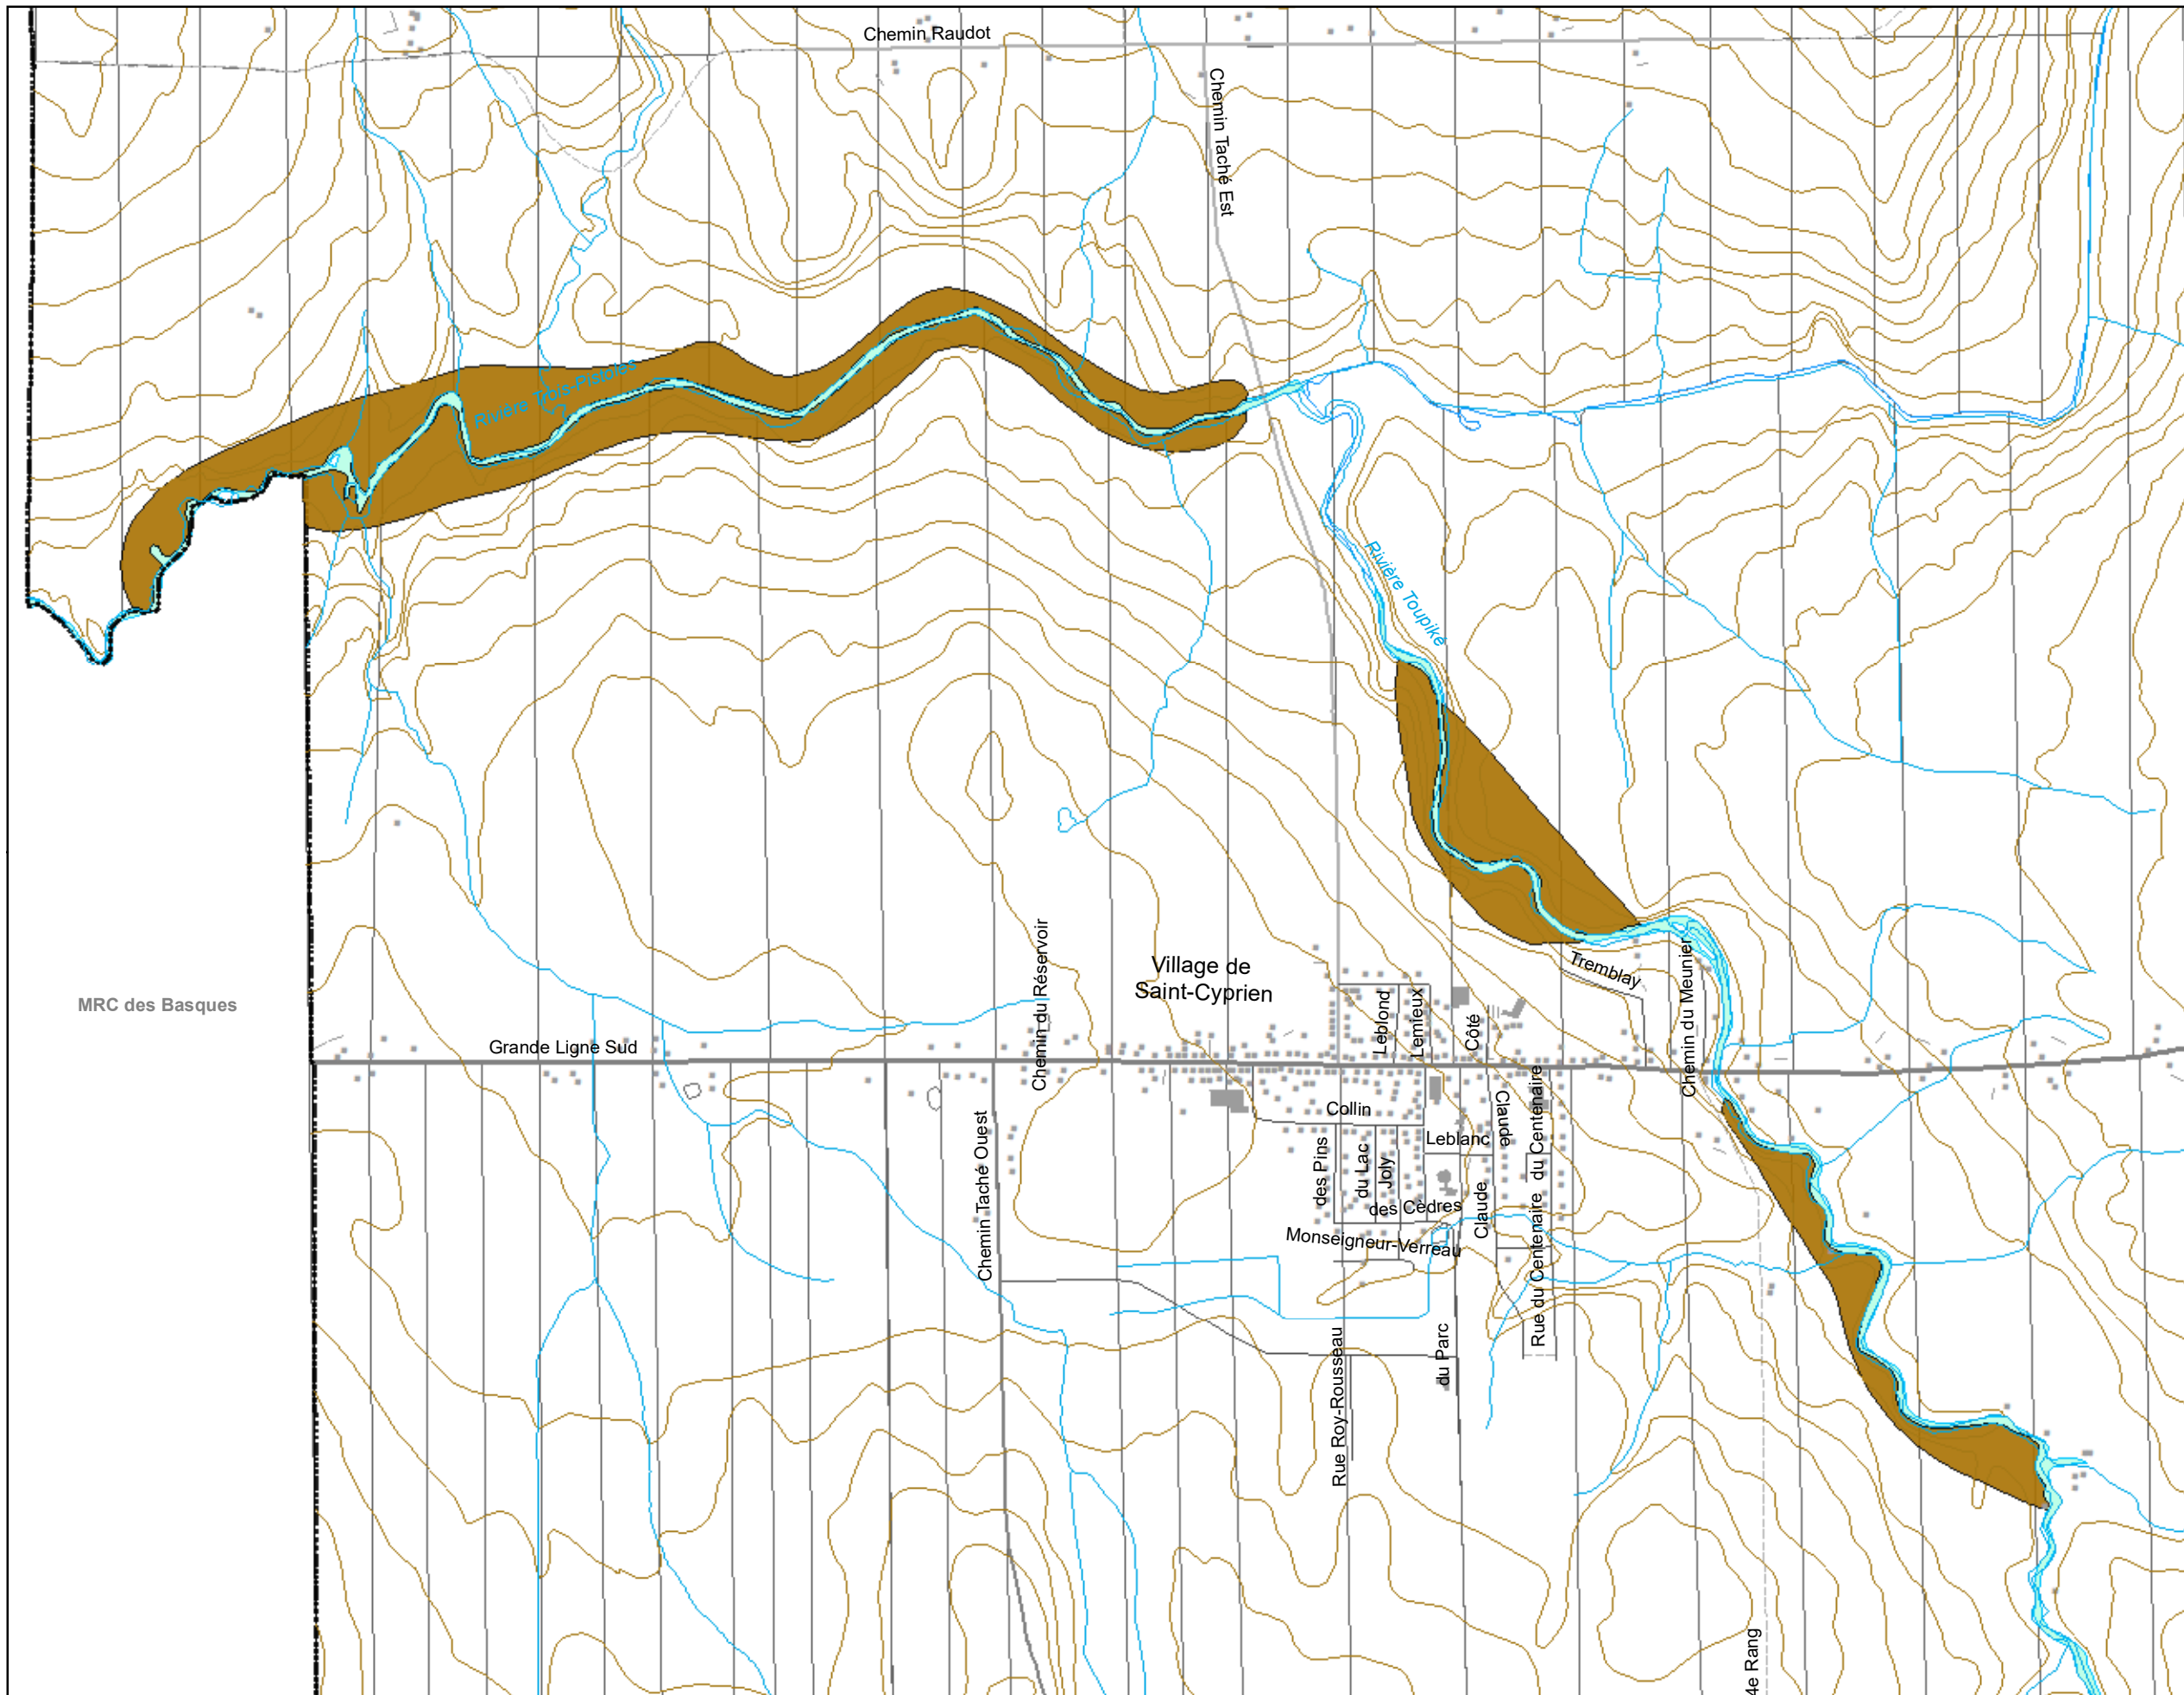 Chemin Raudot
Chemin Taché Est
Rivière Trois-Pistoles
Rivière Toupiké
Village de
Saint-Cyprien
Chemin du Réservoir
Tremblay
Chemin du Meunier
MRC des Basques
Leblond
Lemieux
Côté
Grande Ligne Sud
Collin
Claude
du Centenaire
Chemin Taché Ouest
des Pins
du Lac
Joly
Leblanc
des Cèdres
Claude
Monseigneur-Verreau
Rue du Centenaire
Rue Roy-Rousseau
du Parc
4e Rang